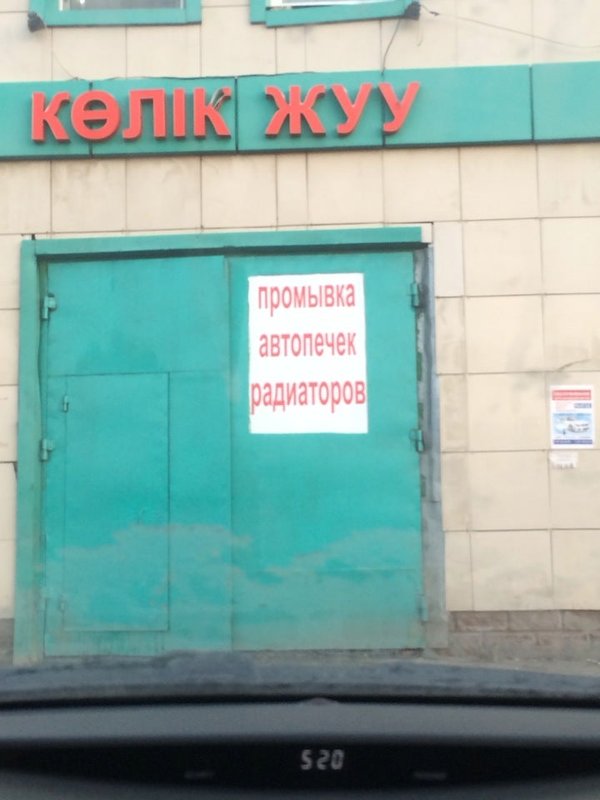 КӨЛІК ЖУУ
промывка
автопечек
радиаторов
520